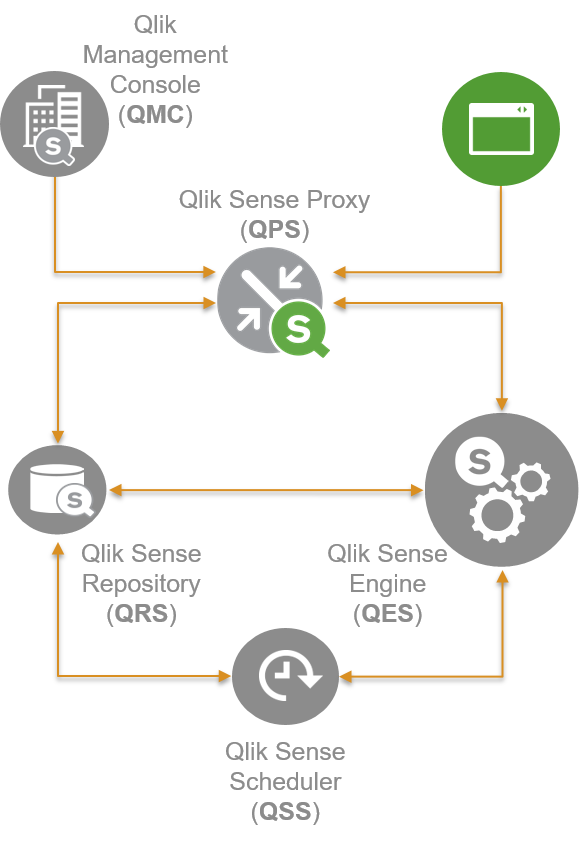 Qlik
Management
Console
(QMC)
S
Qlik Sense Proxy
(QPS)
S
S
S
Qlik Sense
Repository
(QRS)
Qlik Sense
Engine
(QES)
Qlik Sense
Scheduler
(QSS)